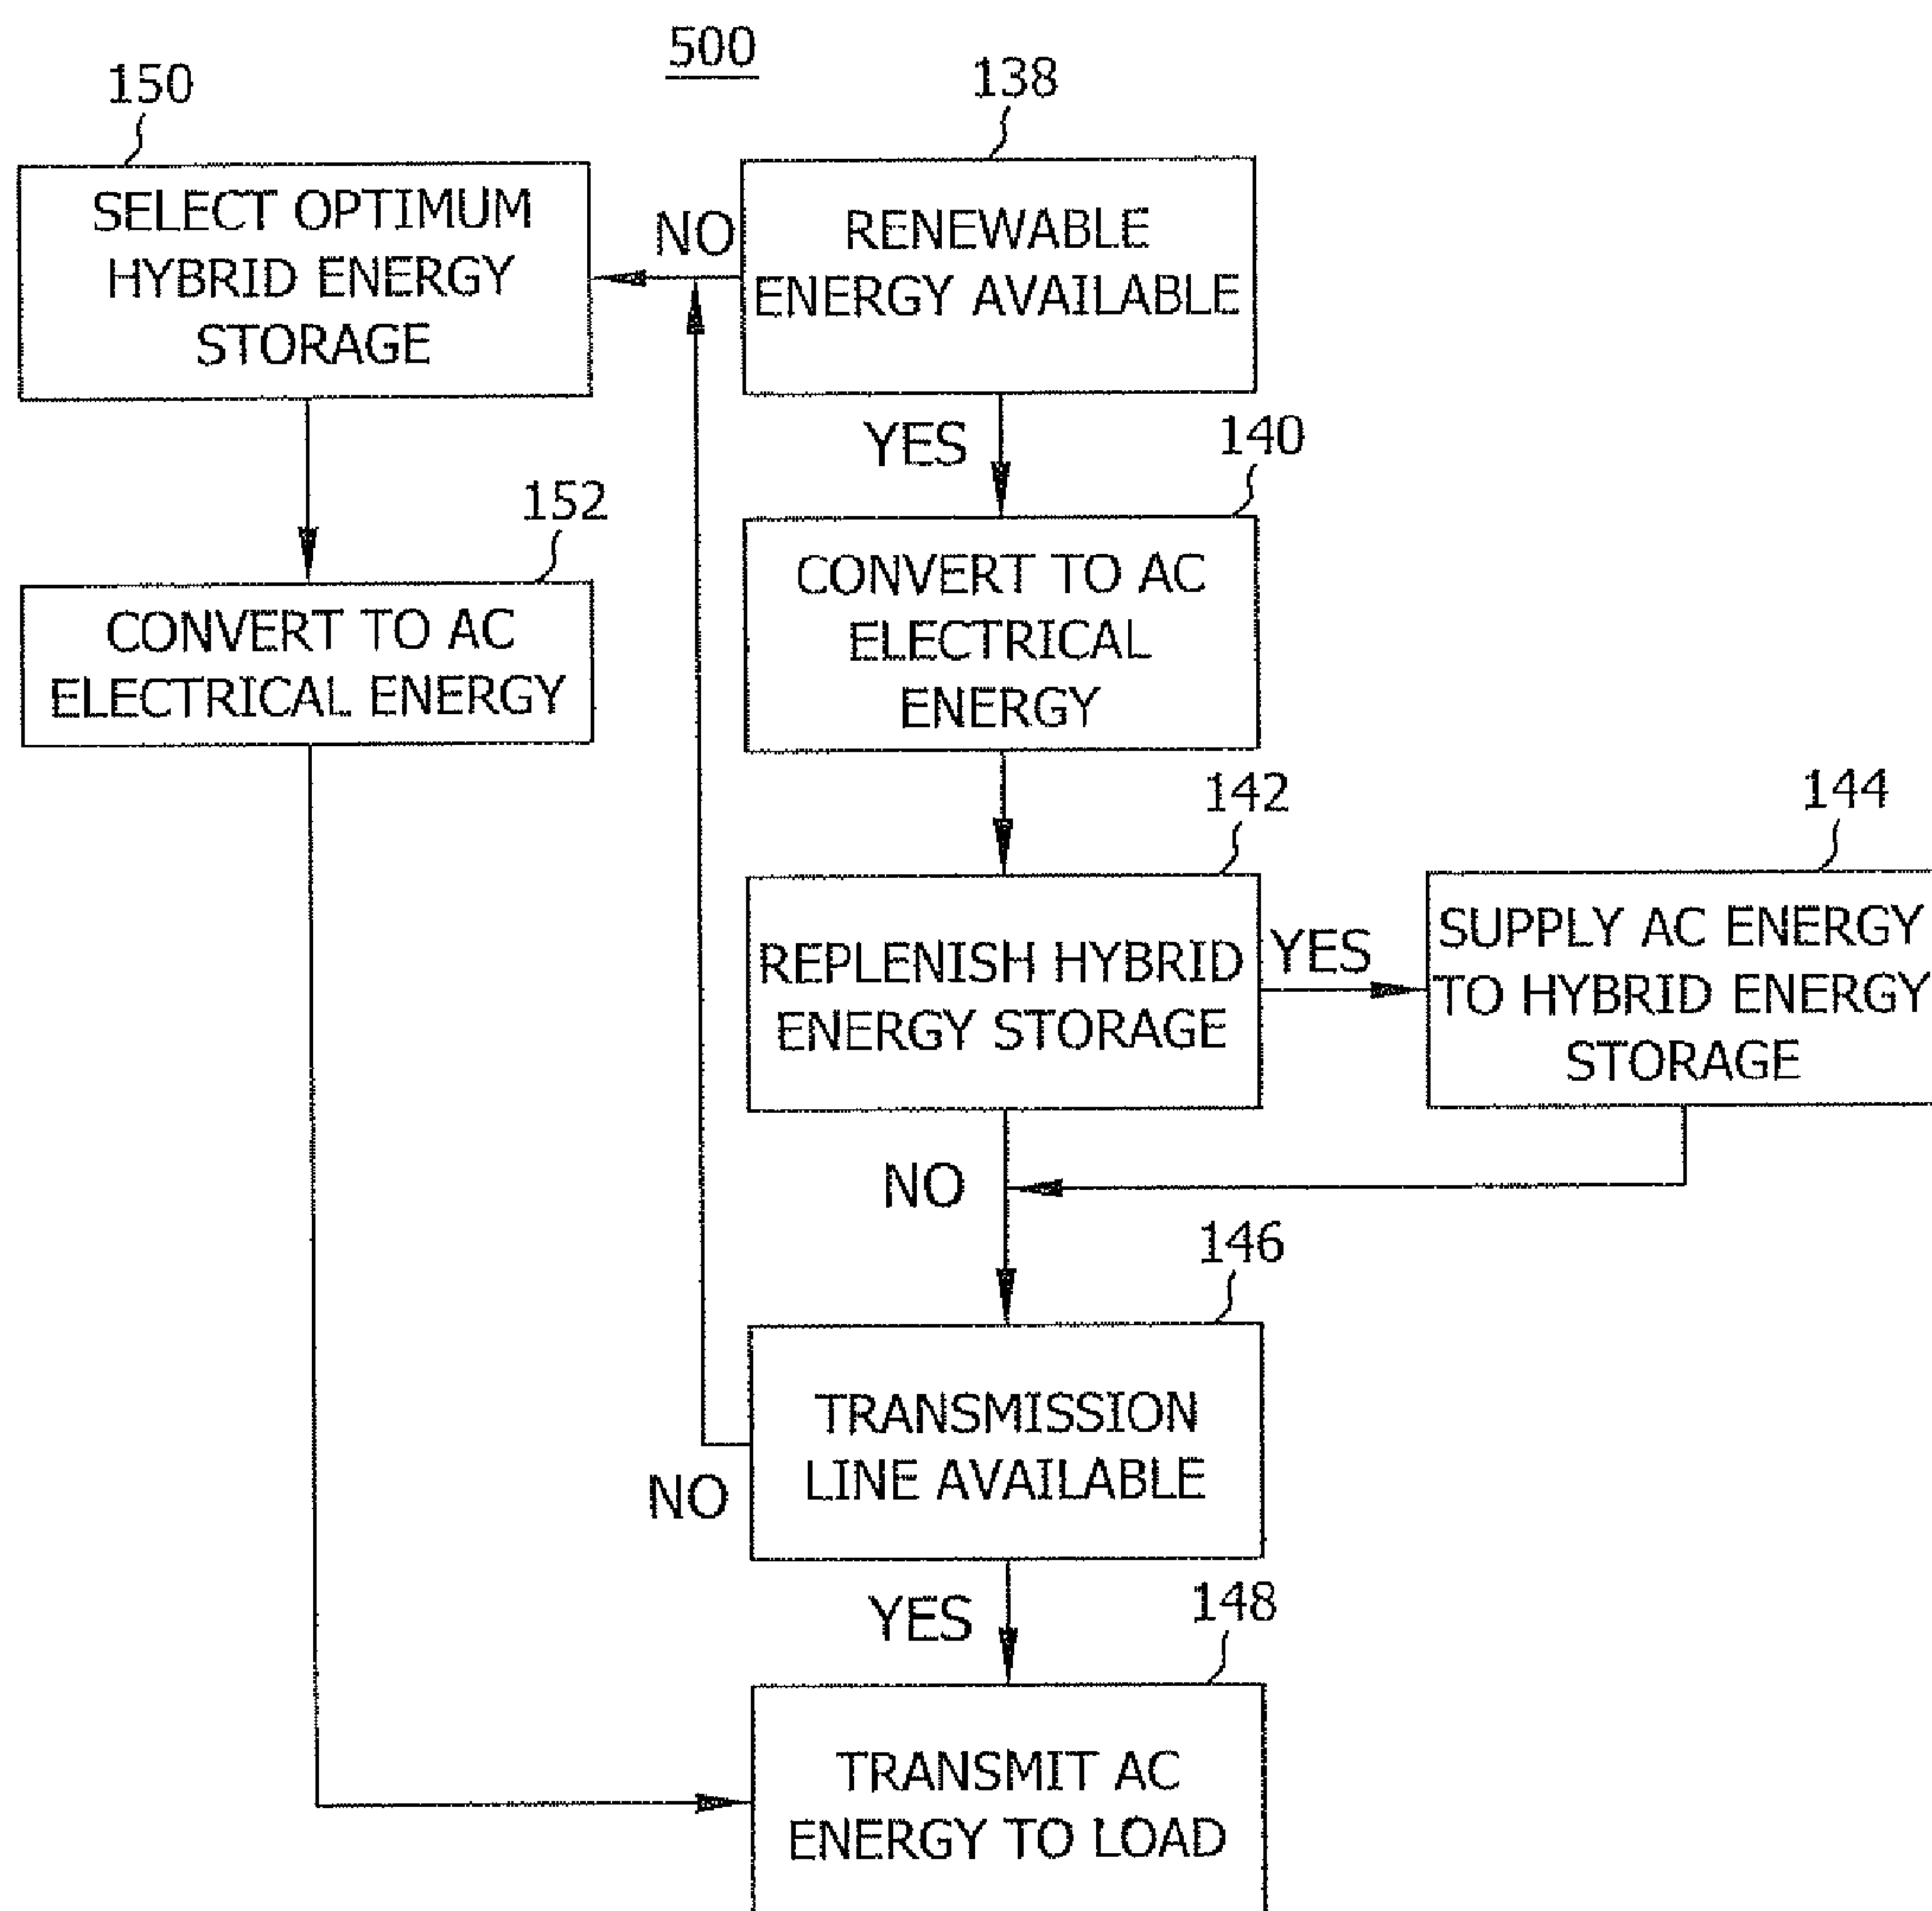 500
150
SELECT OPTIMUM
HYBRID ENERGY
STORAGE
NO
138
RENEWABLE
ENERGY AVAILABLE
YES
152
CONVERT TO AC
ELECTRICAL ENERGY
140
CONVERT TO AC
ELECTRICAL
ENERGY
142
REPLENISH HYBRID
ENERGY STORAGE
YES
144
SUPPLY AC ENERGY
TO HYBRID ENERGY
STORAGE
NO
146
TRANSMISSION
LINE AVAILABLE
NO
YES
148
TRANSMIT AC
ENERGY TO LOAD